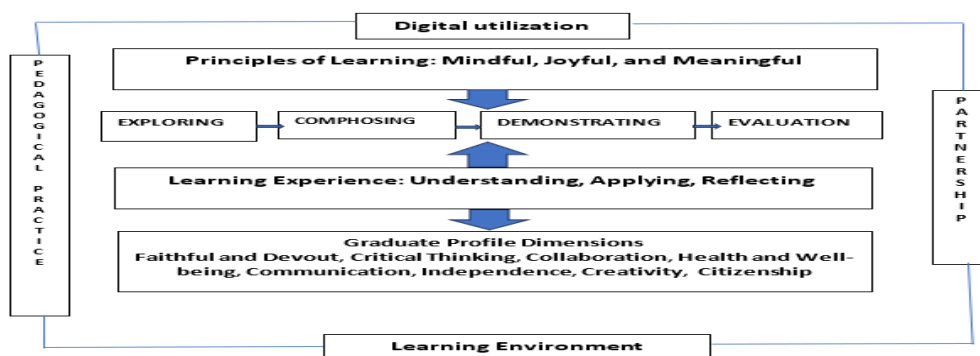 Digital utilization
PEDAGOGICAL PRACTICE
Principles of Learning: Mindful, Joyful, and Meaningful
EXPLORING
COMPHOSING
DEMONSTRATING
EVALUATION
PARTNERSHIP
Learning Experience: Understanding, Applying, Reflecting
Graduate Profile Dimensions
Faithful and Devout, Critical Thinking, Collaboration, Health and Well-
being, Communication, Independence, Creativity, Citizenship
Learning Environment